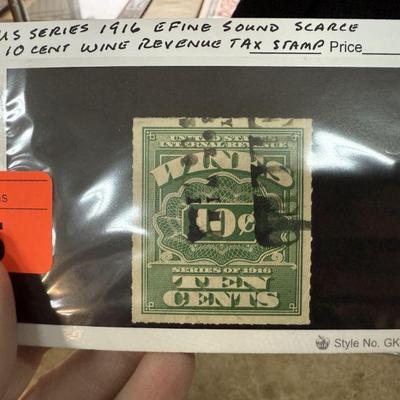 US SERIES 1916 EFINE SOUND SCARCE
10 CENT WINE REVENUE TAX STAMP Price
UNITED STATES
INTERNAL REVENUE
WINES
10¢
SERIES OF 1916
TEN
CENTS
Style No. GK